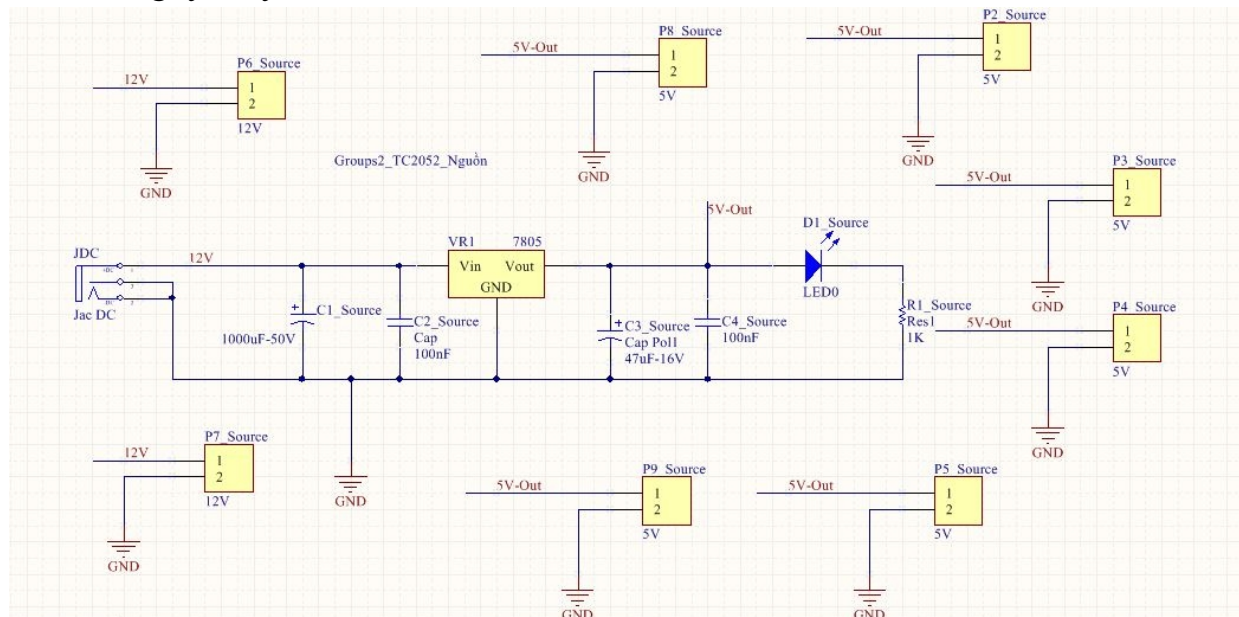 P6_Source
12V
1
2
12V
GND
P8_Source
5V-Out
1
2
5V
GND
P2_Source
5V-Out
1
2
5V
GND
Groups2_TC2052_Nguồn
P3_Source
5V-Out
1
2
5V
GND
JDC
12V
Jac DC
C1_Source
1000uF-50V
C2_Source
Cap
100nF
VR1 7805
Vin Vout
GND
5V-Out
C3_Source
Cap Pol1
47uF-16V
C4_Source
100nF
D1_Source
LED0
R1_Source
Res1
1K
P4_Source
5V-Out
1
2
5V
GND
GND
P7_Source
12V
1
2
12V
GND
P9_Source
5V-Out
1
2
5V
GND
P5_Source
5V-Out
1
2
5V
GND